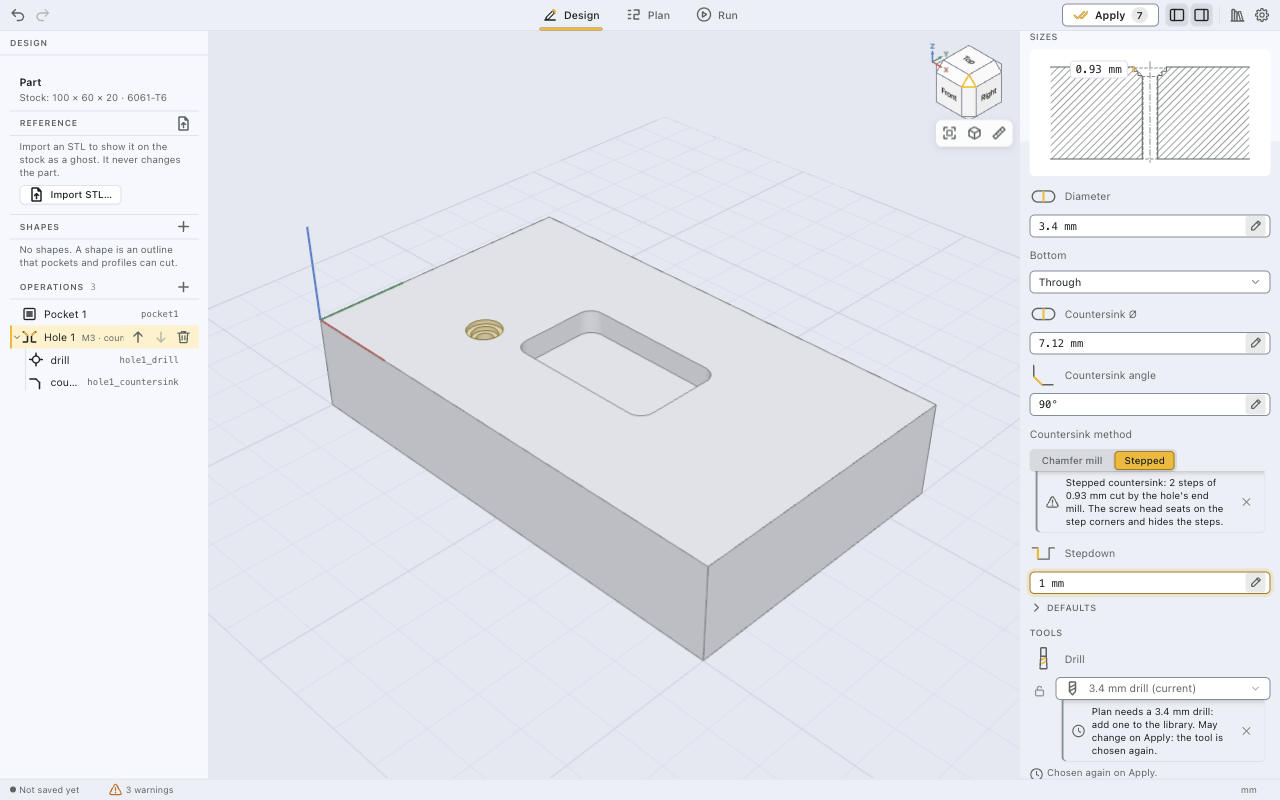 Design
Plan
Run
Apply 7
DESIGN
Part
Stock: 100 × 60 × 20 · 6061-T6
REFERENCE
Import an STL to show it on the
stock as a ghost. It never changes
the part.
Import STL...
SHAPES
No shapes. A shape is an outline
that pockets and profiles can cut.
OPERATIONS 3
Pocket 1 pocket1
Hole 1 M3 · coun
drill hole1_drill
cou... hole1_countersink
Z
Y
X
Top
Front
Right
SIZES
0.93 mm
Diameter
3.4 mm
Bottom
Through
Countersink Ø
7.12 mm
Countersink angle
90°
Countersink method
Chamfer mill Stepped
Stepped countersink: 2 steps of
0.93 mm cut by the hole's end
mill. The screw head seats on the
step corners and hides the steps.
Stepdown
1 mm
DEFAULTS
TOOLS
Drill
3.4 mm drill (current)
Plan needs a 3.4 mm drill:
add one to the library. May
change on Apply: the tool is
chosen again.
Chosen again on Apply.
Not saved yet
3 warnings
mm